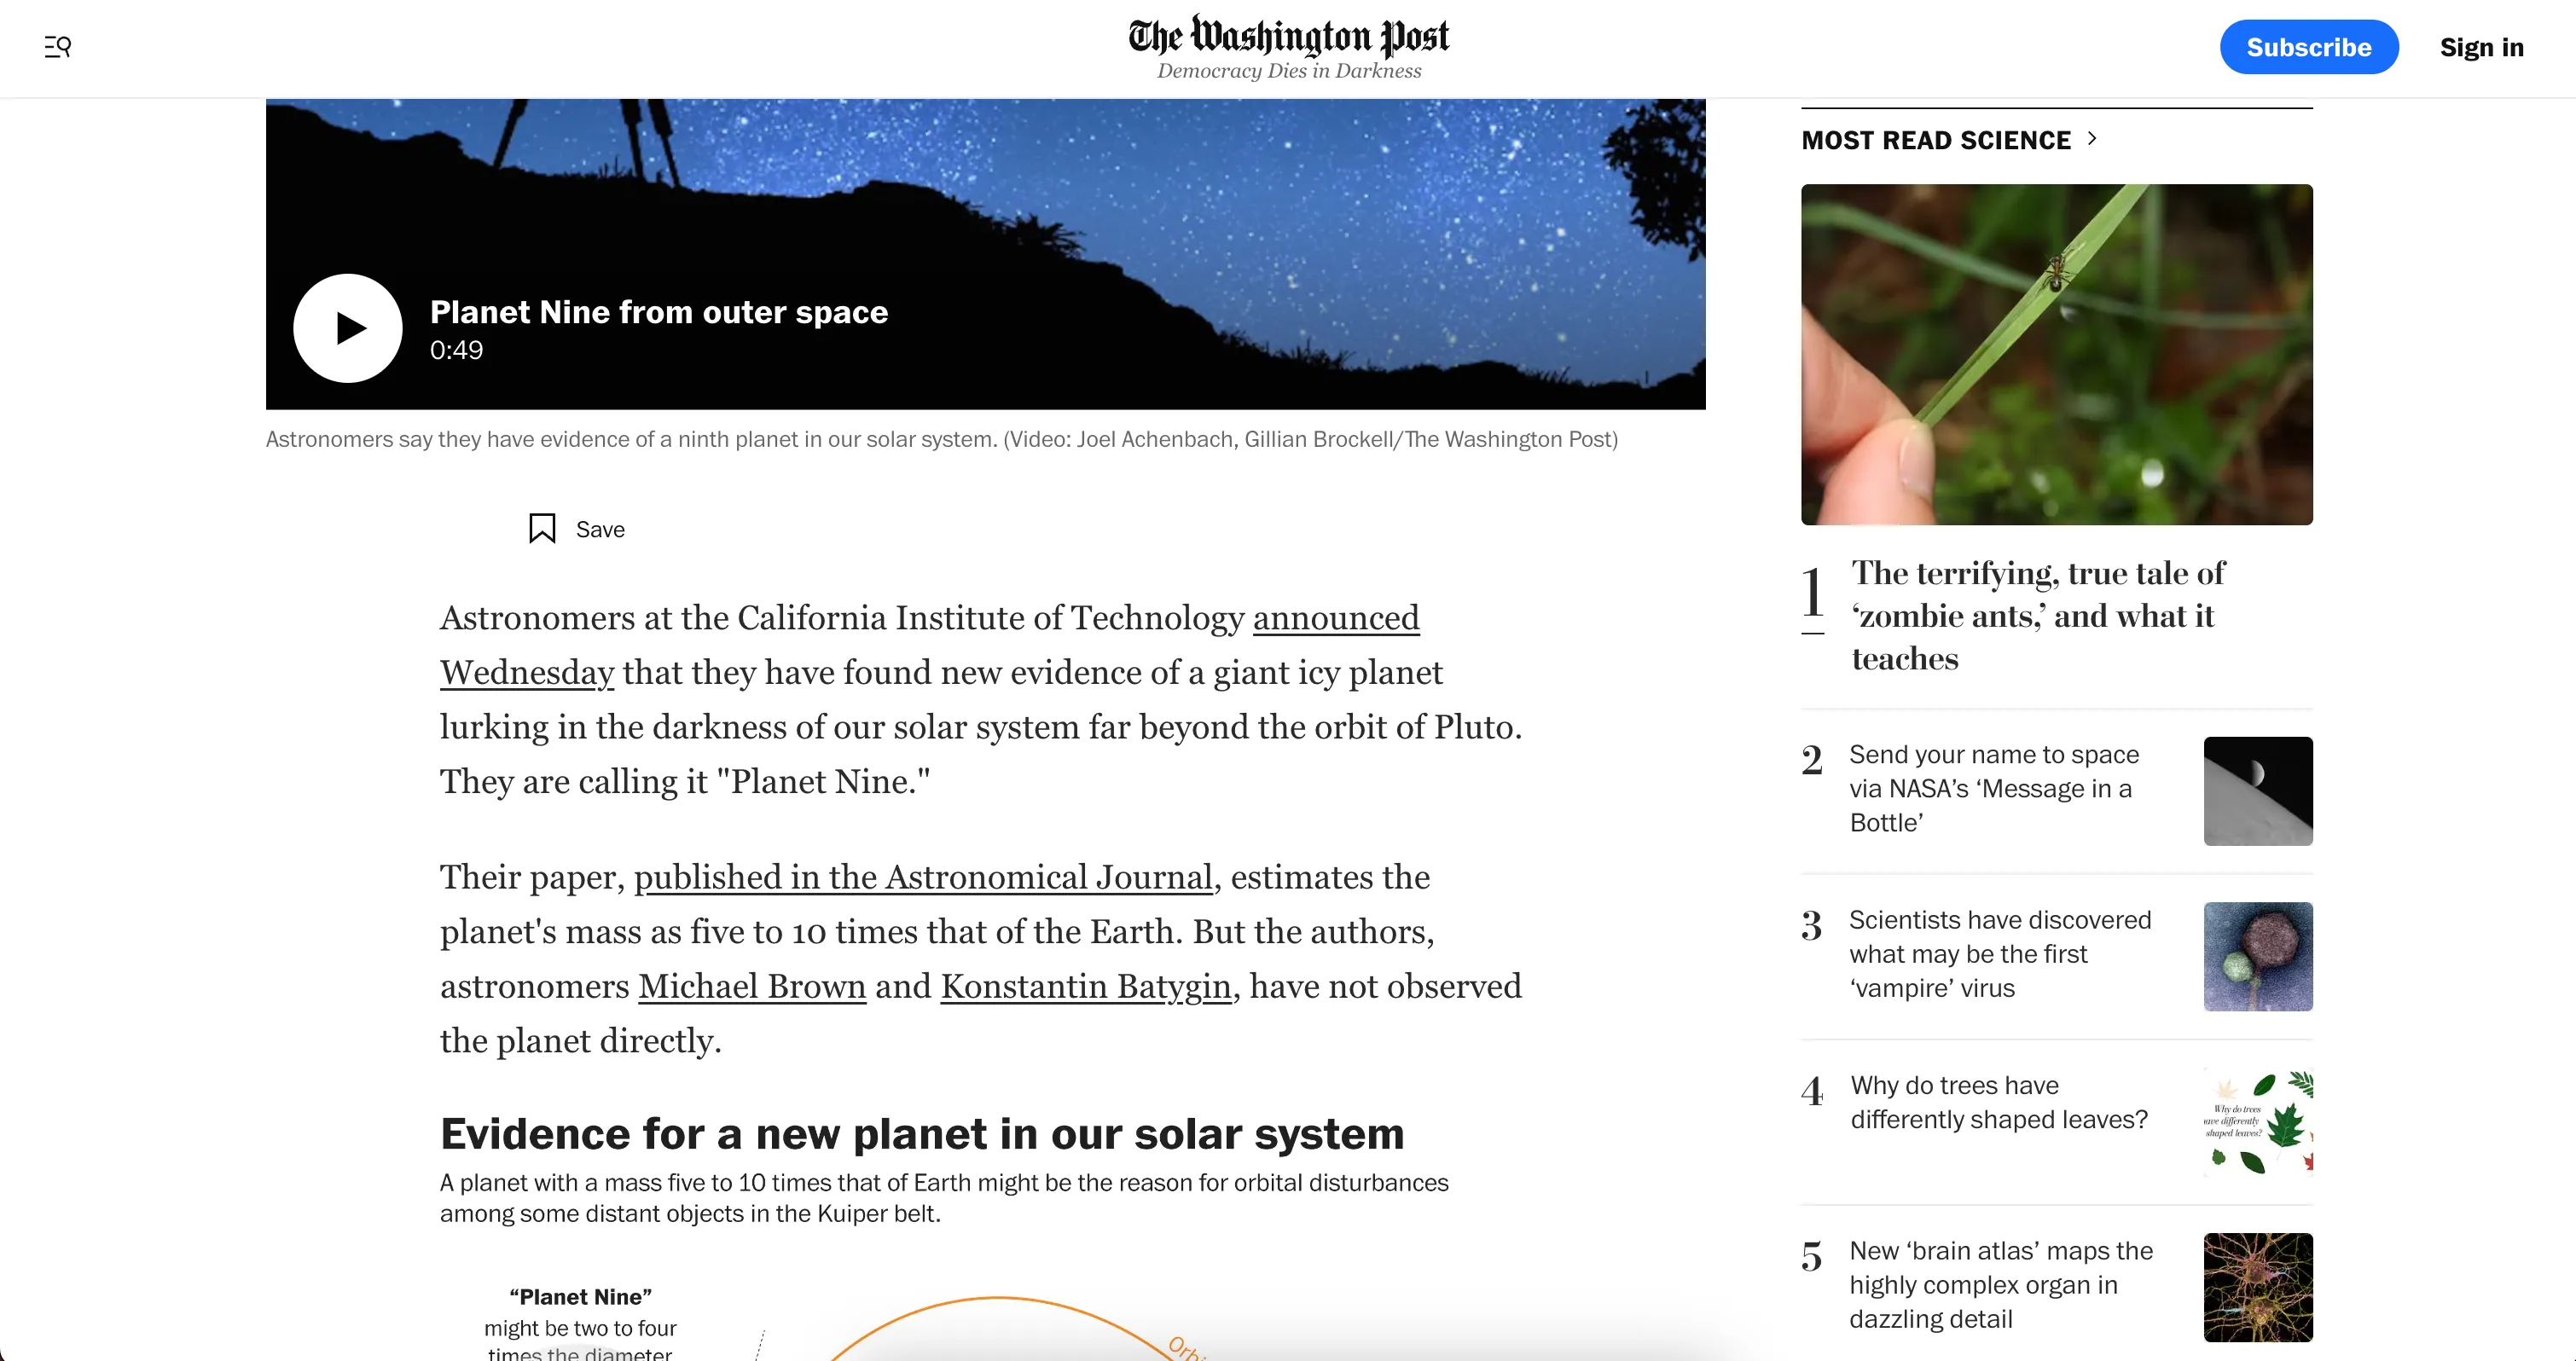 The Washington Post
Democracy Dies in Darkness
Subscribe
Sign in
Planet Nine from outer space
0:49
Astronomers say they have evidence of a ninth planet in our solar system. (Video: Joel Achenbach, Gillian Brockell/The Washington Post)
Save
Astronomers at the California Institute of Technology announced
Wednesday that they have found new evidence of a giant icy planet
lurking in the darkness of our solar system far beyond the orbit of Pluto.
They are calling it "Planet Nine."
Their paper, published in the Astronomical Journal, estimates the
planet's mass as five to 10 times that of the Earth. But the authors,
astronomers Michael Brown and Konstantin Batygin, have not observed
the planet directly.
Evidence for a new planet in our solar system
A planet with a mass five to 10 times that of Earth might be the reason for orbital disturbances
among some distant objects in the Kuiper belt.
“Planet Nine”
might be two to four
times the diameter
MOST READ SCIENCE
1
The terrifying, true tale of
‘zombie ants,’ and what it
teaches
2
Send your name to space
via NASA’s ‘Message in a
Bottle’
3
Scientists have discovered
what may be the first
‘vampire’ virus
4
Why do trees have
differently shaped leaves?
Why do trees
have differently
shaped leaves?
5
New ‘brain atlas’ maps the
highly complex organ in
dazzling detail